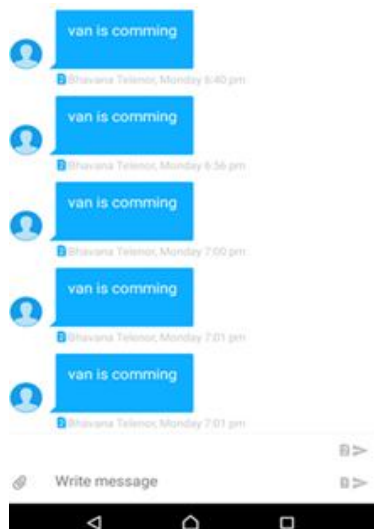 van is comming
Bhavana Telenor, Monday 6:40 pm
van is comming
Bhavana Telenor, Monday 6:56 pm
van is comming
Bhavana Telenor, Monday 7:00 pm
van is comming
Bhavana Telenor, Monday 7:01 pm
van is comming
Bhavana Telenor, Monday 7:01 pm
Write message